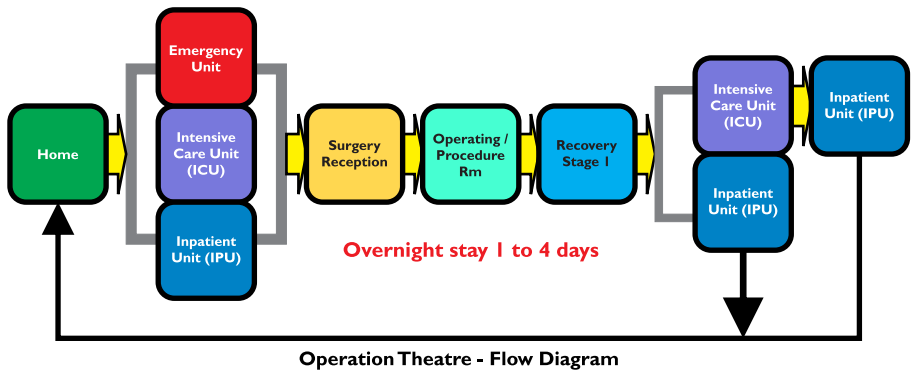 Home
Emergency
Unit
Intensive
Care Unit
(ICU)
Inpatient
Unit (IPU)
Surgery
Reception
Operating /
Procedure
Rm
Recovery
Stage 1
Intensive
Care Unit
(ICU)
Inpatient
Unit (IPU)
Inpatient
Unit (IPU)
Overnight stay 1 to 4 days
Operation Theatre - Flow Diagram